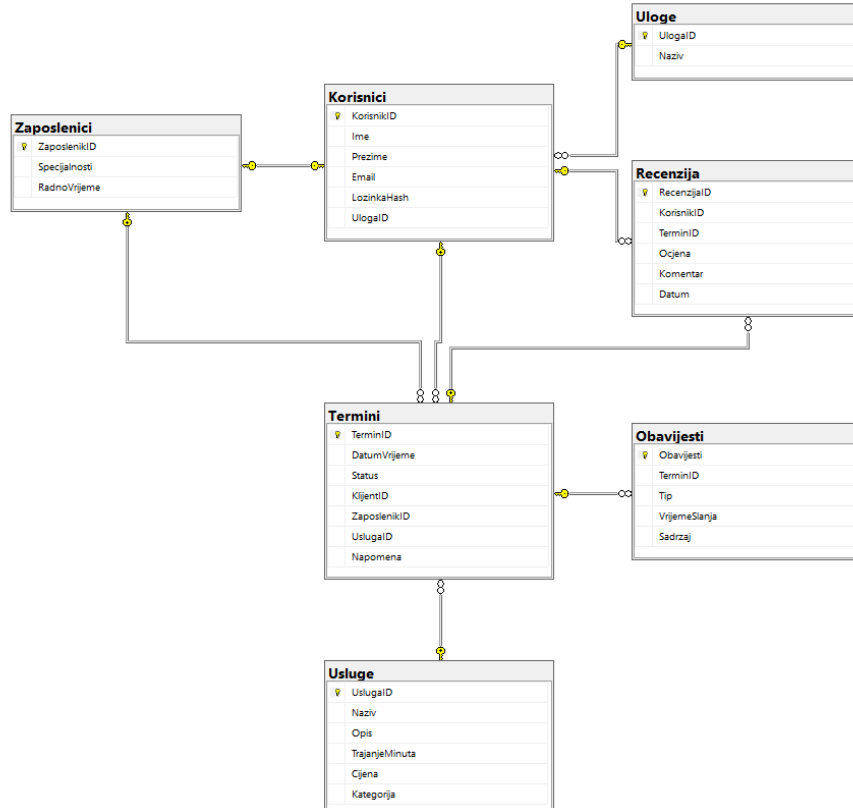 Uloge
UlogaID
Naziv
Korisnici
KorisnikID
Ime
Prezime
Email
LozinkaHash
UlogaID
Zaposlenici
ZaposlenikID
Specijalnosti
RadnoVrijeme
Recenzija
RecenzijaID
KorisnikID
TerminID
Ocjena
Komentar
Datum
Termini
TerminID
DatumVrijeme
Status
KlijentID
ZaposlenikID
UslugaID
Napomena
Obavijesti
Obavijesti
TerminID
Tip
VrijemeSlanja
Sadrzaj
Usluge
UslugaID
Naziv
Opis
TrajanjeMinuta
Cijena
Kategorija